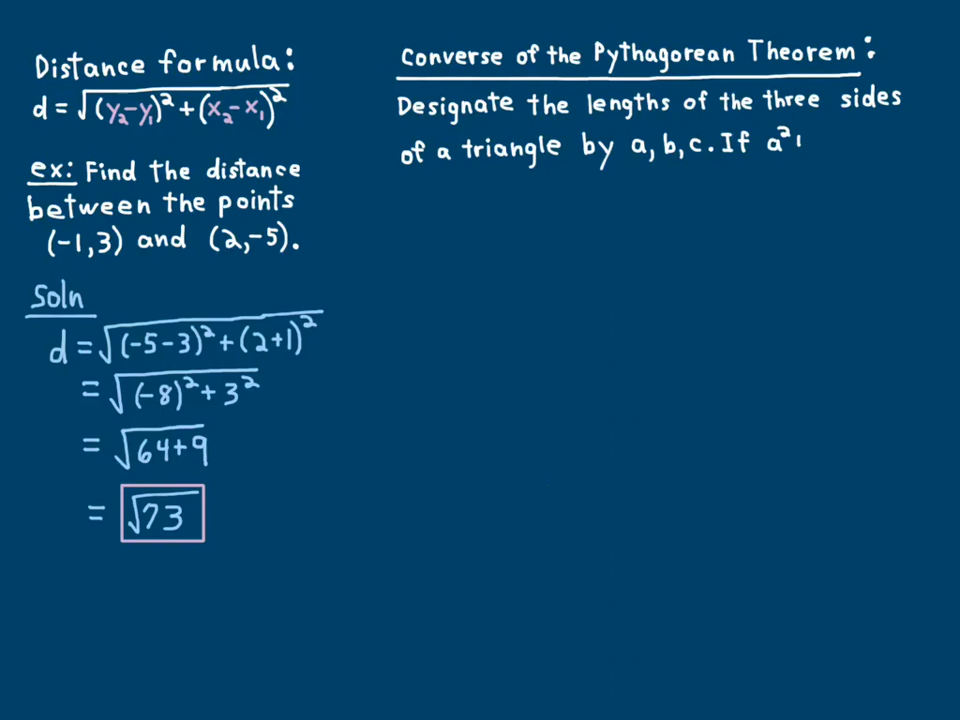 Distance formula:
d = √(y₂-y₁)² + (x₂-x₁)²
ex: Find the distance
between the points
(-1,3) and (2,-5).
Soln
d = √(-5-3)² + (2+1)²
= √(-8)² + 3²
= √64+9
= √73
Converse of the Pythagorean Theorem:
Designate the lengths of the three sides
of a triangle by a, b, c. If a²